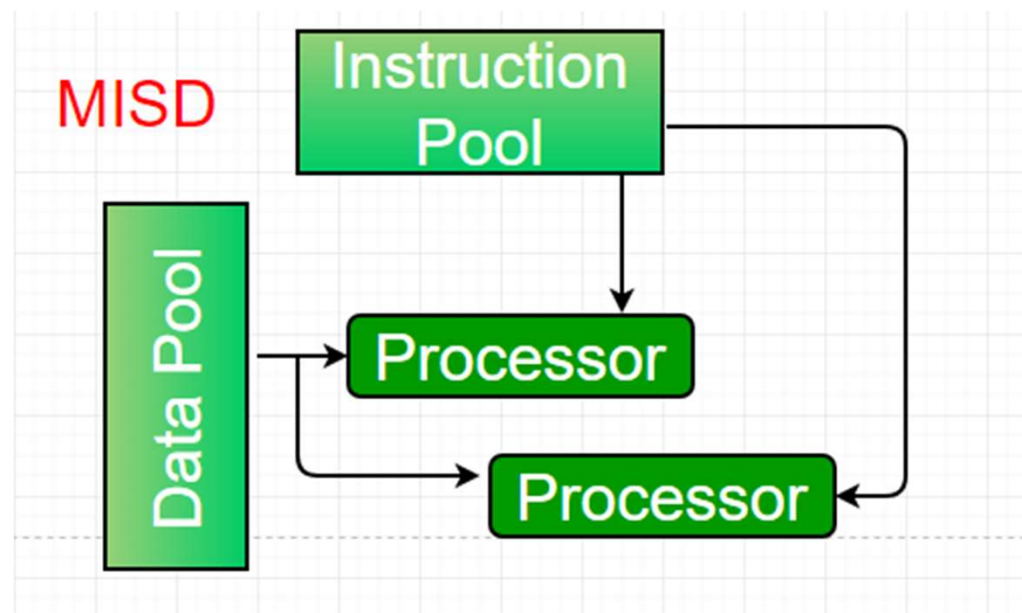 MISD
Instruction
Pool
Data Pool
Processor
Processor